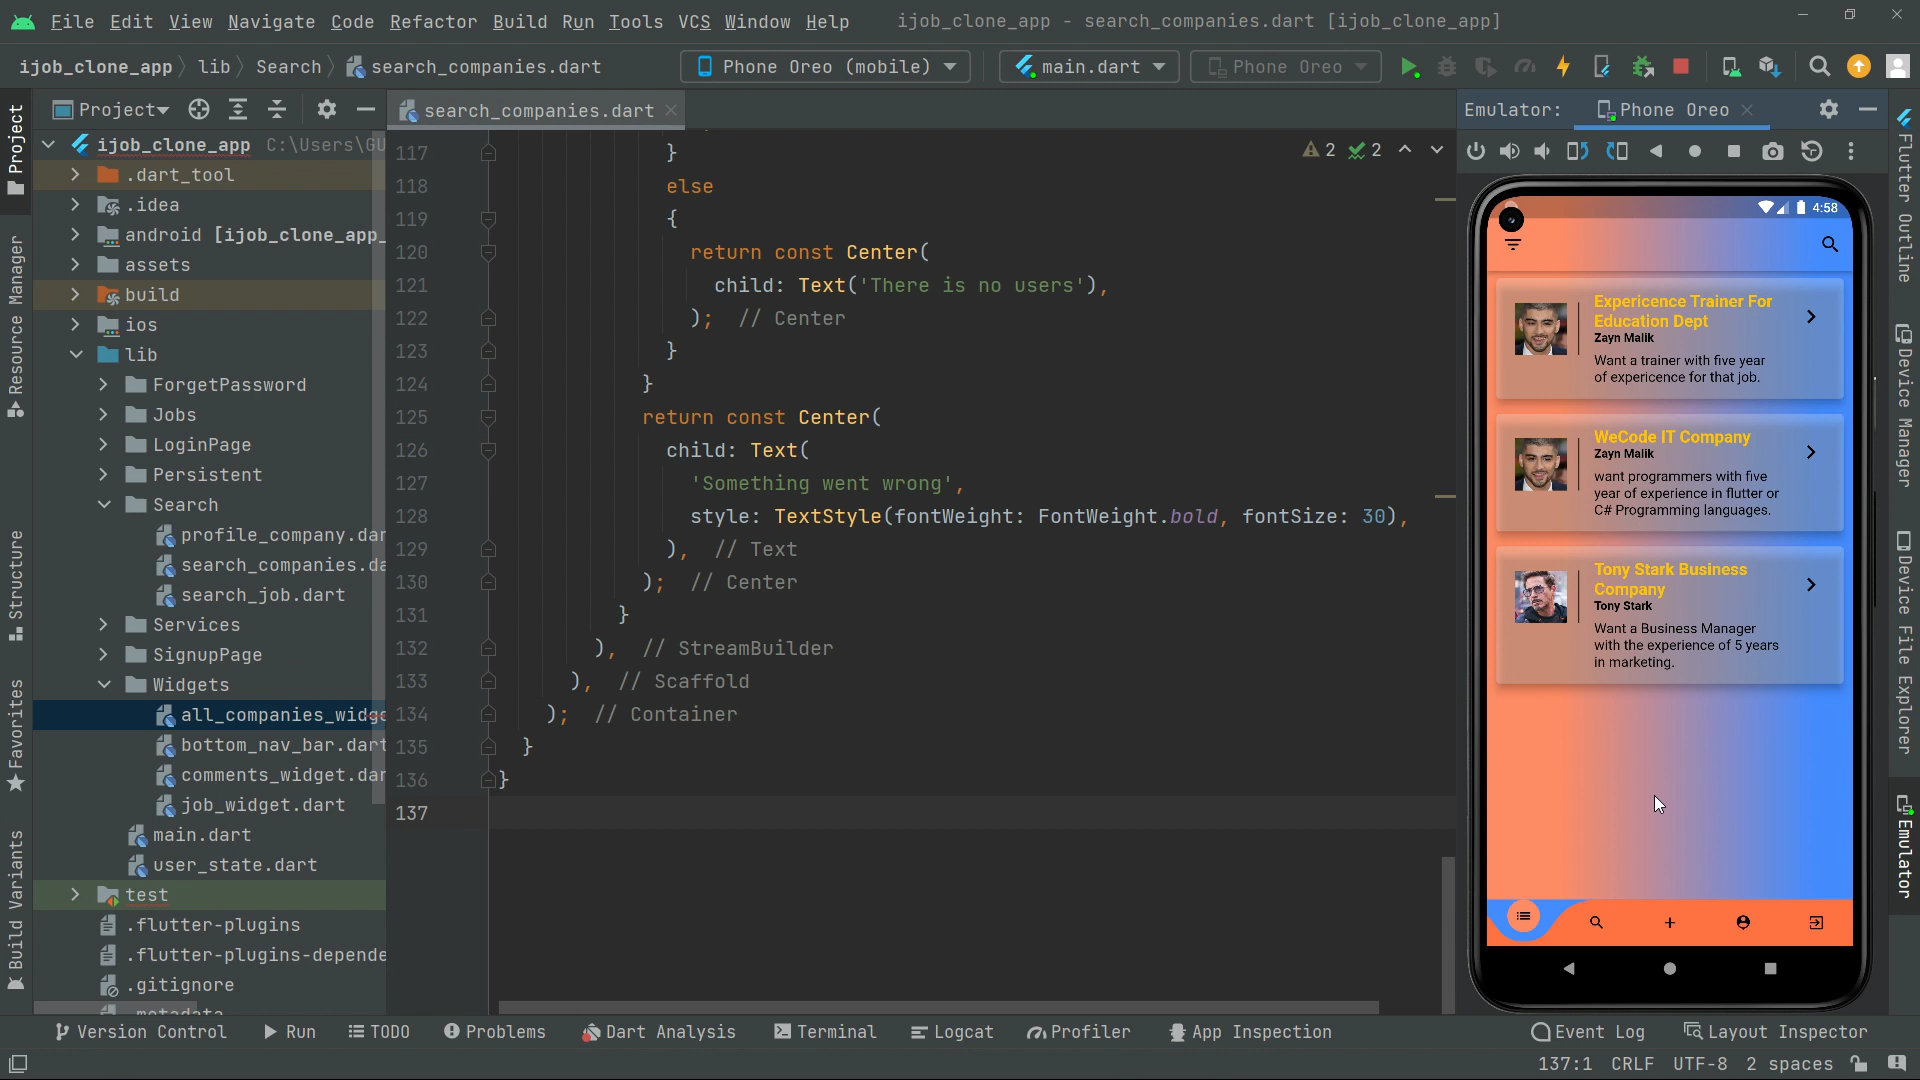 File Edit View Navigate Code Refactor Build Run Tools VCS Window Help
ijob_clone_app - search_companies.dart [ijob_clone_app]
ijob_clone_app
lib
Search
search_companies.dart
Phone Oreo (mobile)
main.dart
Phone Oreo
Project
search_companies.dart
Emulator:
Phone Oreo
Project
Resource Manager
Structure
Favorites
Build Variants
ijob_clone_app C:\Users\GU
.dart_tool
.idea
android [ijob_clone_app_
assets
build
ios
lib
ForgetPassword
Jobs
LoginPage
Persistent
Search
profile_company.dar
search_companies.da
search_job.dart
Services
SignupPage
Widgets
all_companies_widge
bottom_nav_bar.dart
comments_widget.dar
job_widget.dart
main.dart
user_state.dart
test
.flutter-plugins
.flutter-plugins-depende
.gitignore
.metadata
117 }
118 else
119 {
120 return const Center(
121 child: Text('There is no users'),
122 ); // Center
123 }
124 }
125 return const Center(
126 child: Text(
127 'Something went wrong',
128 style: TextStyle(fontWeight: FontWeight.bold, fontSize: 30),
129 ), // Text
130 ); // Center
131 }
132 ), // StreamBuilder
133 ), // Scaffold
134 ); // Container
135 }
136 }
137
2 2
4:58
Expericence Trainer For
Education Dept
Zayn Malik
Want a trainer with five year
of expericence for that job.
WeCode IT Company
Zayn Malik
want programmers with five
year of experience in flutter or
C# Programming languages.
Tony Stark Business
Company
Tony Stark
Want a Business Manager
with the experience of 5 years
in marketing.
Flutter Outline
Device Manager
Device File Explorer
Emulator
Version Control
Run
TODO
Problems
Dart Analysis
Terminal
Logcat
Profiler
App Inspection
Event Log
Layout Inspector
137:1 CRLF UTF-8 2 spaces